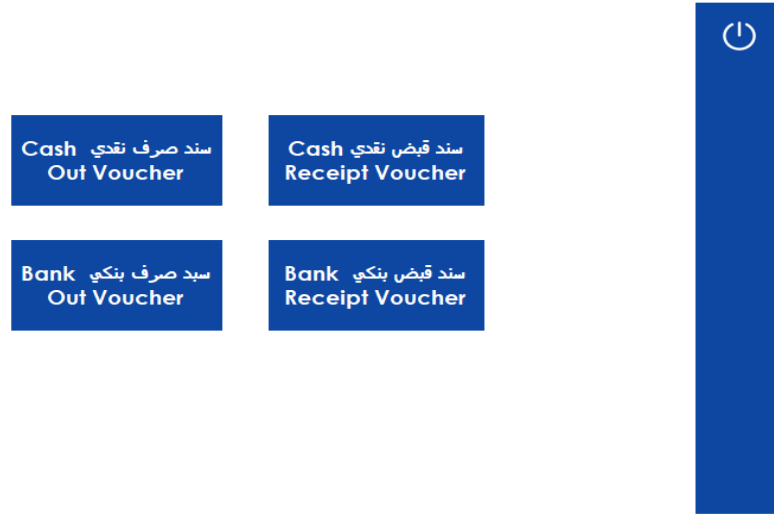 سند صرف نقدي Cash
Out Voucher
سند قبض نقدي Cash
Receipt Voucher
سبد صرف بنكي Bank
Out Voucher
سند قبض بنكي Bank
Receipt Voucher